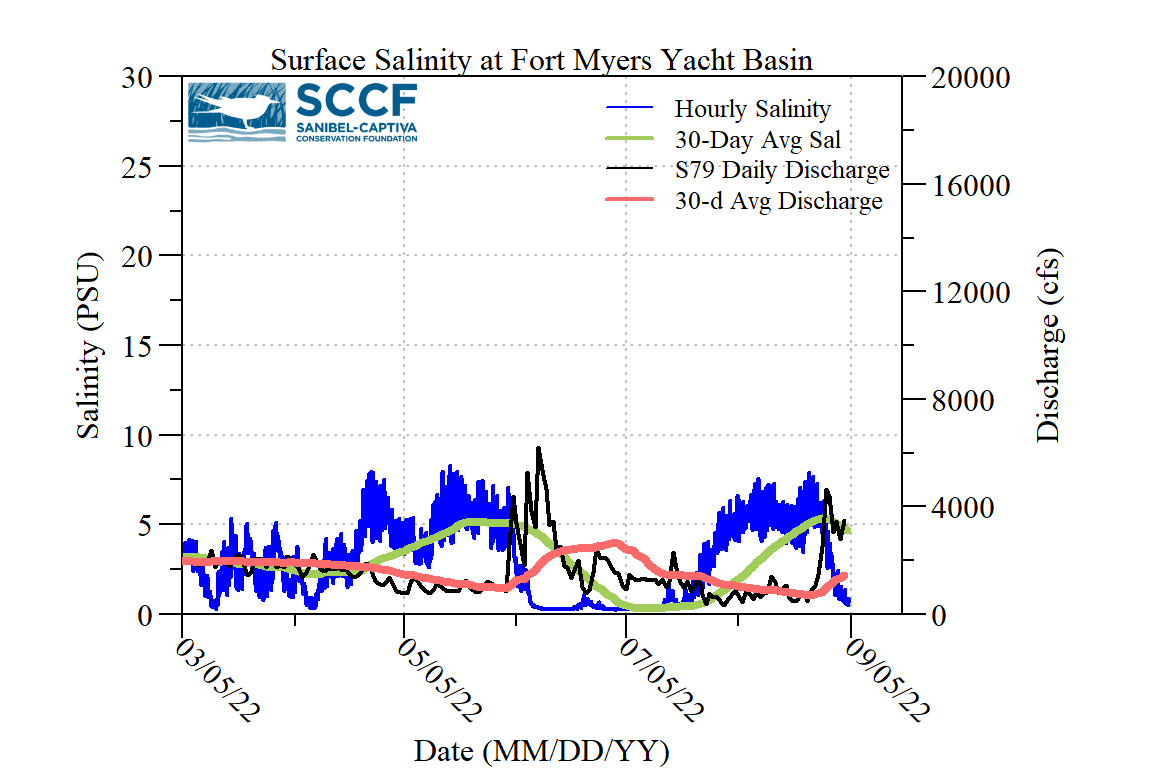 Surface Salinity at Fort Myers Yacht Basin
SCCF
SANIBEL-CAPTIVA
CONSERVATION FOUNDATION
Hourly Salinity
30-Day Avg Sal
S79 Daily Discharge
30-d Avg Discharge
30
25
20
15
10
5
0
Salinity (PSU)
20000
16000
12000
8000
4000
0
Discharge (cfs)
03/05/22
05/05/22
07/05/22
09/05/22
Date (MM/DD/YY)